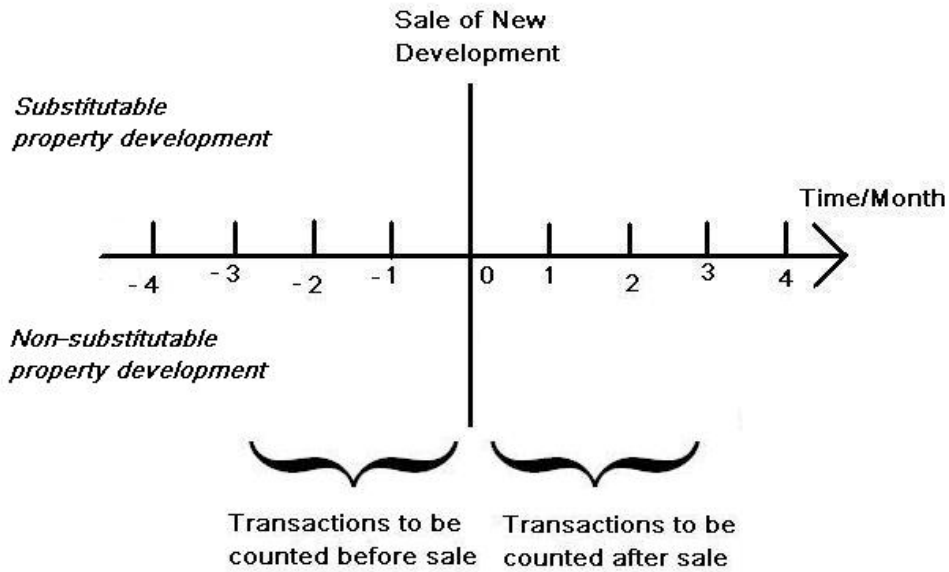 Sale of New
Development
Substitutable
property development
Time/Month
- 4
- 3
- 2
- 1
0
1
2
3
4
Non-substitutable
property development
Transactions to be
counted before sale
Transactions to be
counted after sale